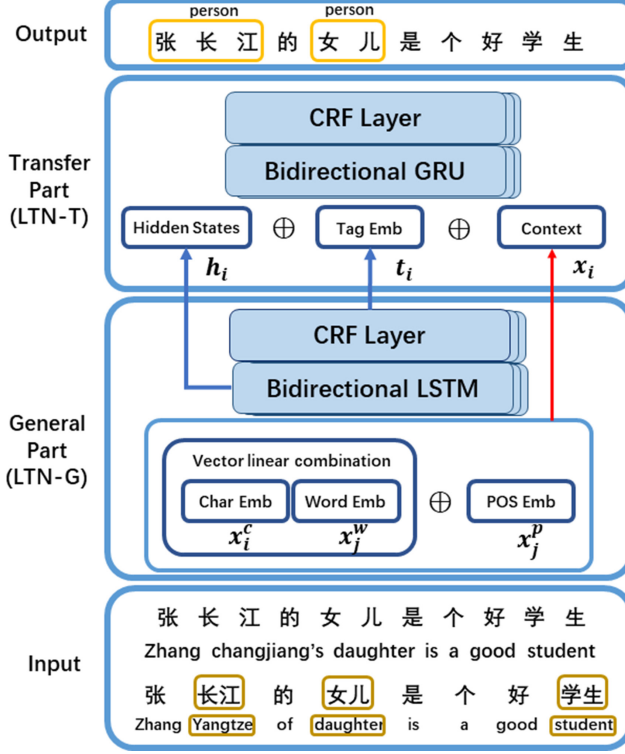 person person
Output 张 长 江 的 女 儿 是 个 好 学 生
CRF Layer
Bidirectional GRU
Transfer
Part
(LTN-T)
Hidden States ⊕ Tag Emb ⊕ Context
h_i t_i x_i
CRF Layer
Bidirectional LSTM
General
Part
(LTN-G)
Vector linear combination
Char Emb Word Emb ⊕ POS Emb
x_i^c x_j^w x_j^p
Input
张 长 江 的 女 儿 是 个 好 学 生
Zhang changjiang's daughter is a good student
张 长江 的 女儿 是 个 好 学生
Zhang Yangtze of daughter is a good student